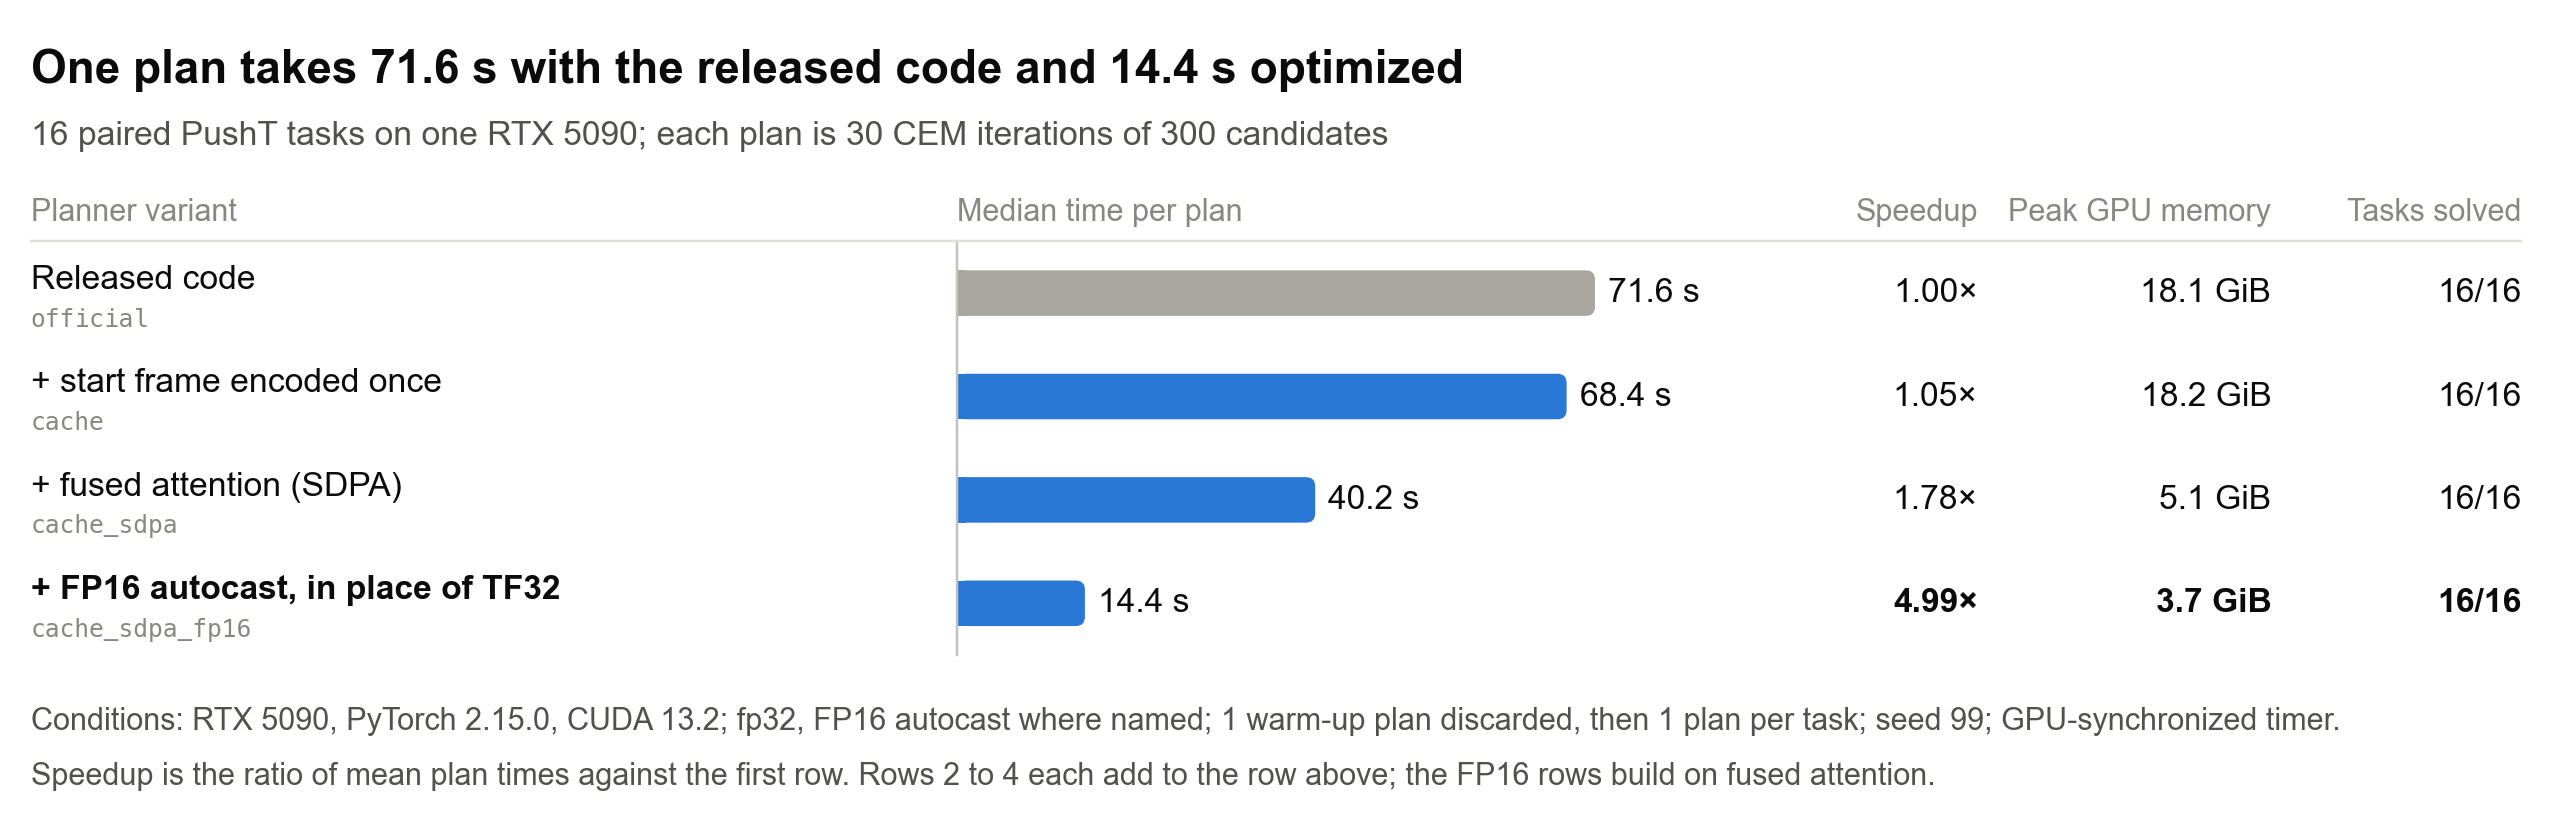 One plan takes 71.6 s with the released code and 14.4 s optimized
16 paired PushT tasks on one RTX 5090; each plan is 30 CEM iterations of 300 candidates
Planner variant Median time per plan Speedup Peak GPU memory Tasks solved
Released code 71.6 s 1.00× 18.1 GiB 16/16
official
+ start frame encoded once 68.4 s 1.05× 18.2 GiB 16/16
cache
+ fused attention (SDPA) 40.2 s 1.78× 5.1 GiB 16/16
cache_sdpa
+ FP16 autocast, in place of TF32 14.4 s 4.99× 3.7 GiB 16/16
cache_sdpa_fp16
Conditions: RTX 5090, PyTorch 2.15.0, CUDA 13.2; fp32, FP16 autocast where named; 1 warm-up plan discarded, then 1 plan per task; seed 99; GPU-synchronized timer.
Speedup is the ratio of mean plan times against the first row. Rows 2 to 4 each add to the row above; the FP16 rows build on fused attention.